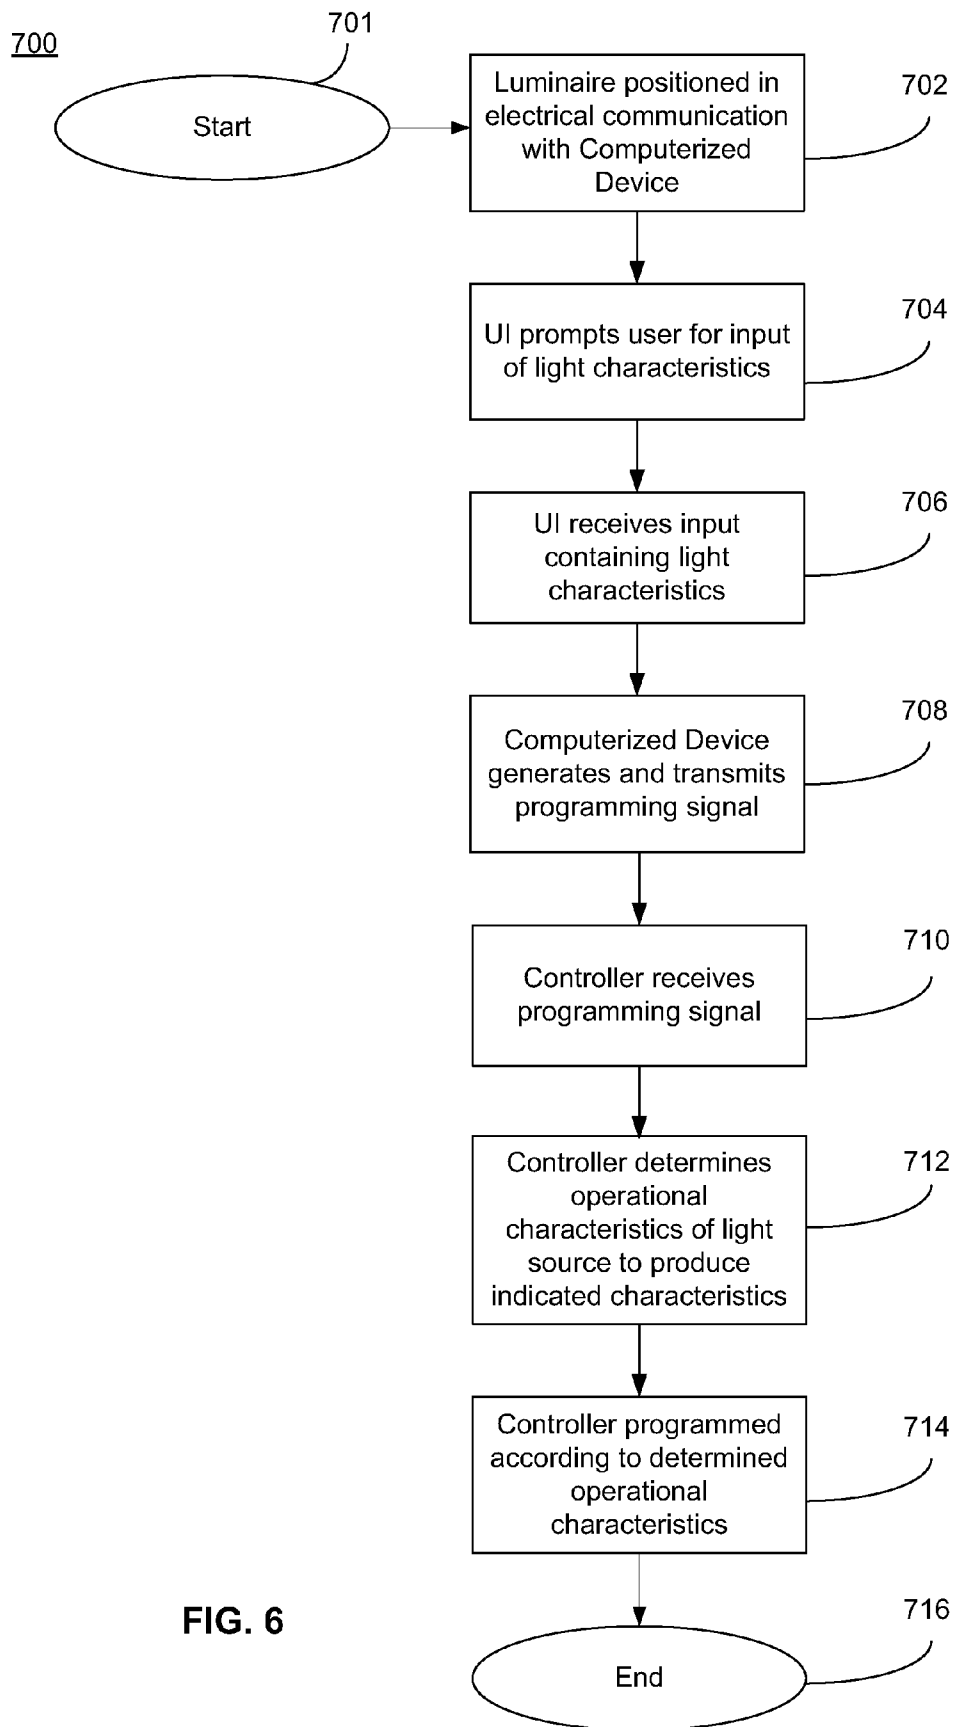 700
701
Start
Luminaire positioned in
electrical communication
with Computerized
Device
702
UI prompts user for input
of light characteristics
704
UI receives input
containing light
characteristics
706
Computerized Device
generates and transmits
programming signal
708
Controller receives
programming signal
710
Controller determines
operational
characteristics of light
source to produce
indicated characteristics
712
Controller programmed
according to determined
operational
characteristics
714
FIG. 6
End
716